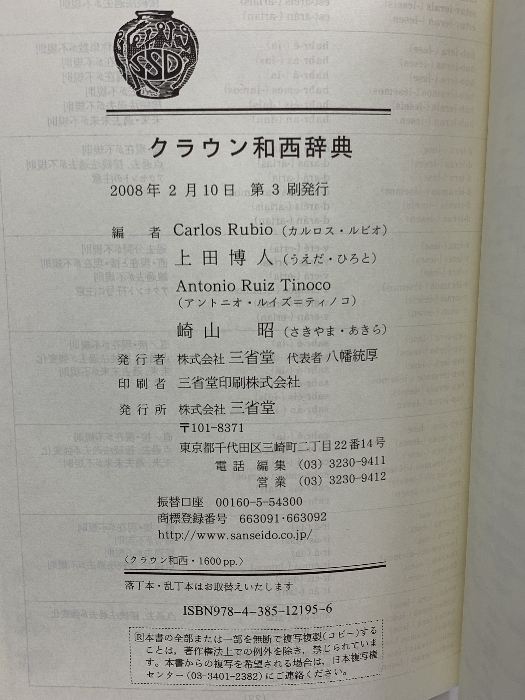 SSD
クラウン和西辞典
2008年2月10日 第3刷発行
編者 Carlos Rubio（カルロス・ルビオ）
上田博人（うえだ・ひろと）
Antonio Ruiz Tinoco
（アントニオ・ルイズ＝ティノコ）
崎山 昭（さきやま・あきら）
発行者 株式会社 三省堂 代表者 八幡統厚
印刷者 三省堂印刷株式会社
発行所 株式会社 三省堂
〒101-8371
東京都千代田区三崎町二丁目22番14号
電話 編集 (03) 3230-9411
営業 (03) 3230-9412
振替口座 00160-5-54300
商標登録番号 663091・663092
http://www.sanseido.co.jp/
〈クラウン和西・1600pp.〉
落丁本・乱丁本はお取替えいたします
ISBN978-4-385-12195-6
Ⓡ本書の全部または一部を無断で複写複製(コピー)する
ことは，著作権法上での例外を除き，禁じられていま
す．本書からの複写を希望される場合は，日本複写権
センター(03-3401-2382)にご連絡ください．